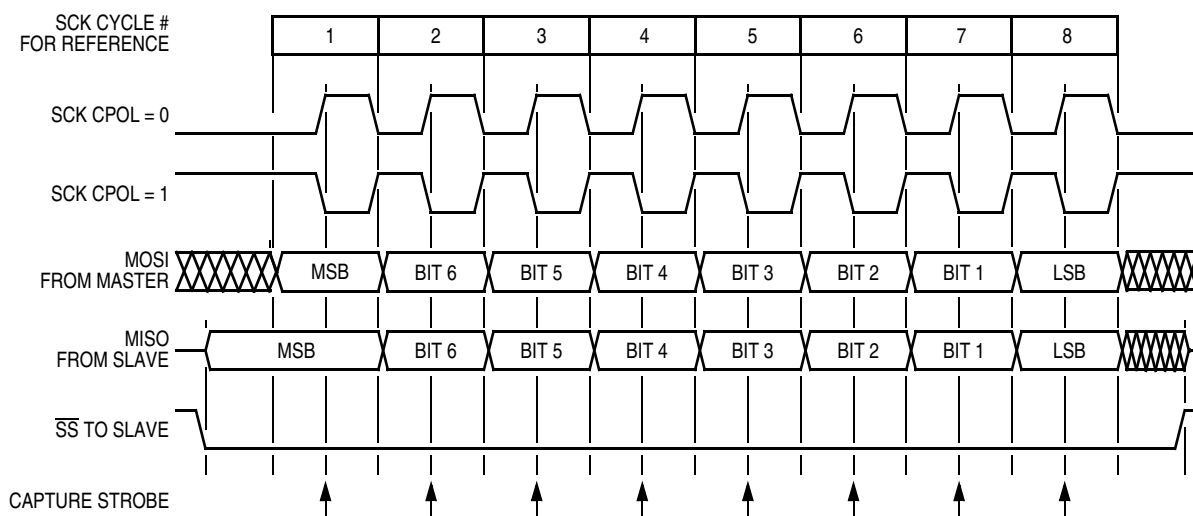 SCK CYCLE #
FOR REFERENCE
1 2 3 4 5 6 7 8
SCK CPOL = 0
SCK CPOL = 1
MOSI
FROM MASTER
MSB BIT 6 BIT 5 BIT 4 BIT 3 BIT 2 BIT 1 LSB
MISO
FROM SLAVE
MSB BIT 6 BIT 5 BIT 4 BIT 3 BIT 2 BIT 1 LSB
S̅S̅ TO SLAVE
CAPTURE STROBE